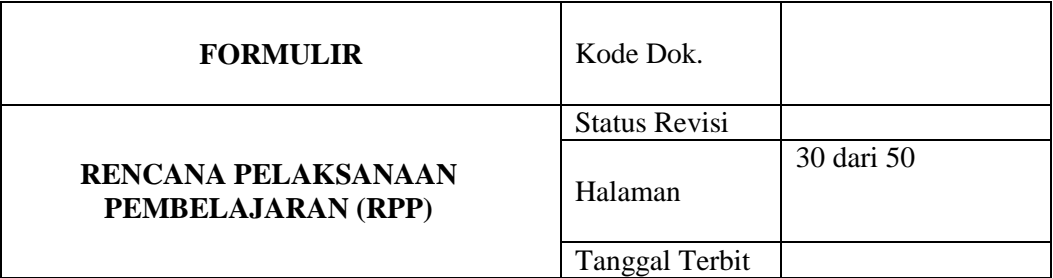 FORMULIR
Kode Dok.
Status Revisi
RENCANA PELAKSANAAN
PEMBELAJARAN (RPP)
Halaman
30 dari 50
Tanggal Terbit